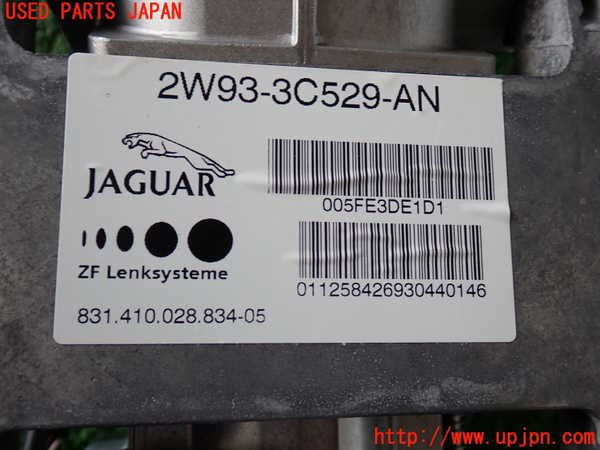 USED PARTS JAPAN
2W93-3C529-AN
JAGUAR
005FE3DE1D1
ZF Lenksysteme
011258426930440146
831.410.028.834-05
http://www.upjpn.com